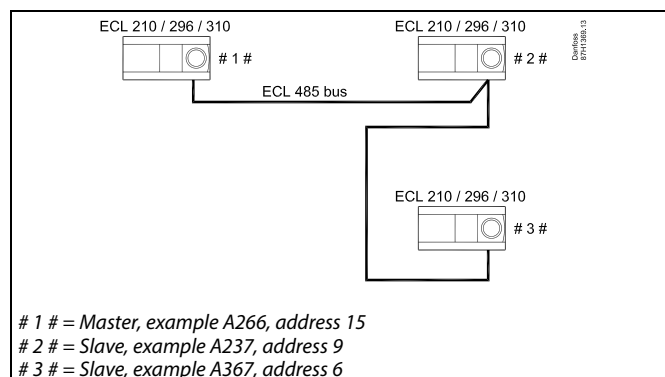 ECL 210 / 296 / 310
# 1 #
ECL 210 / 296 / 310
# 2 #
Danfoss
87H1369.13
ECL 485 bus
ECL 210 / 296 / 310
# 3 #
# 1 # = Master, example A266, address 15
# 2 # = Slave, example A237, address 9
# 3 # = Slave, example A367, address 6